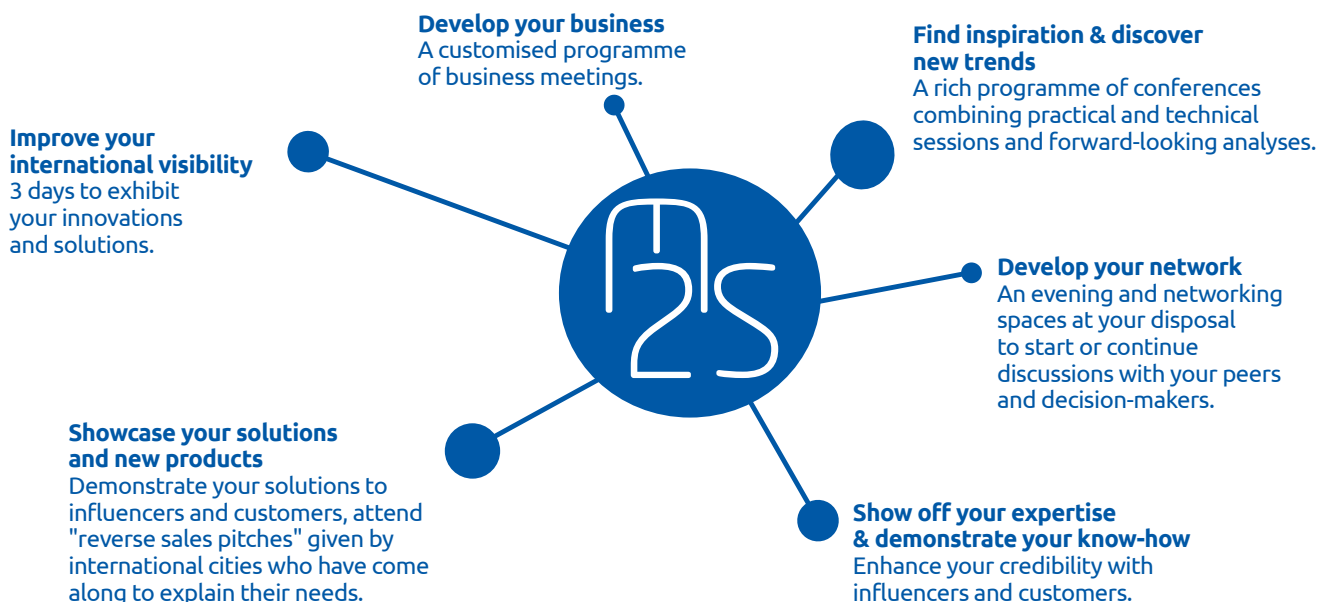 Develop your business
A customised programme
of business meetings.
Find inspiration & discover
new trends
A rich programme of conferences
combining practical and technical
sessions and forward-looking analyses.
Improve your
international visibility
3 days to exhibit
your innovations
and solutions.
m2s
Develop your network
An evening and networking
spaces at your disposal
to start or continue
discussions with your peers
and decision-makers.
Showcase your solutions
and new products
Demonstrate your solutions to
influencers and customers, attend
"reverse sales pitches" given by
international cities who have come
along to explain their needs.
Show off your expertise
& demonstrate your know-how
Enhance your credibility with
influencers and customers.